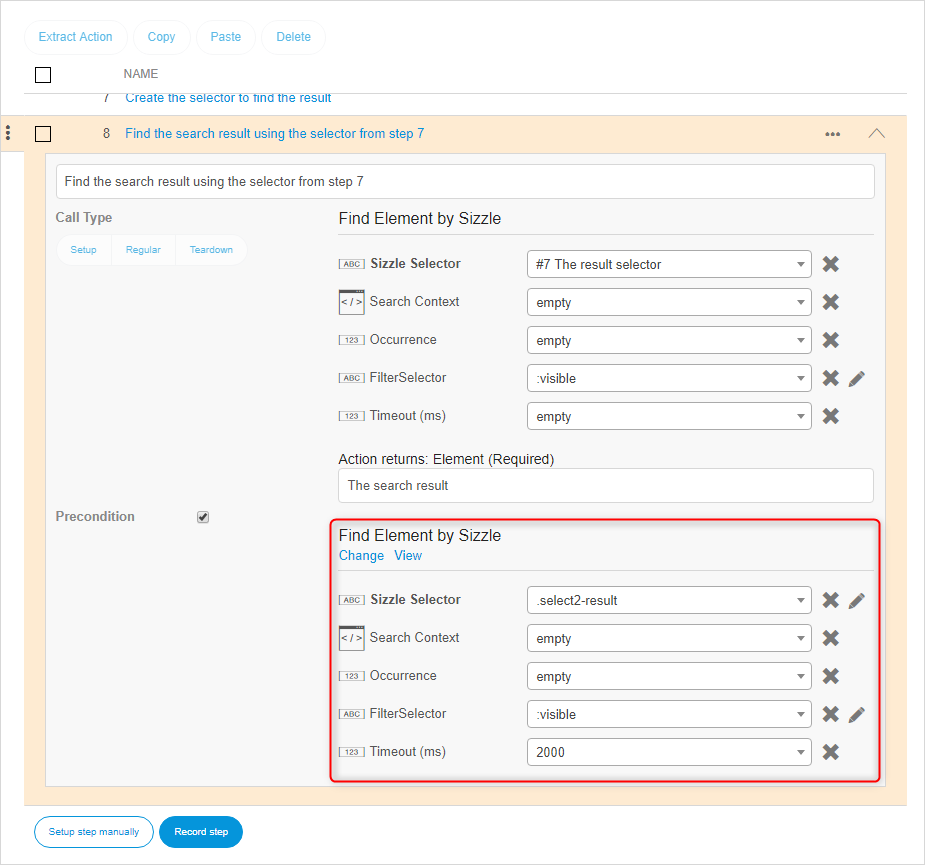 Extract Action Copy Paste Delete
NAME
7 Create the selector to find the result
8 Find the search result using the selector from step 7
Find the search result using the selector from step 7
Call Type
Setup Regular Teardown
Find Element by Sizzle
ABC Sizzle Selector #7 The result selector
</> Search Context empty
123 Occurrence empty
ABC FilterSelector :visible
123 Timeout (ms) empty
Action returns: Element (Required)
The search result
Precondition
Find Element by Sizzle
Change View
ABC Sizzle Selector .select2-result
</> Search Context empty
123 Occurrence empty
ABC FilterSelector :visible
123 Timeout (ms) 2000
Setup step manually Record step